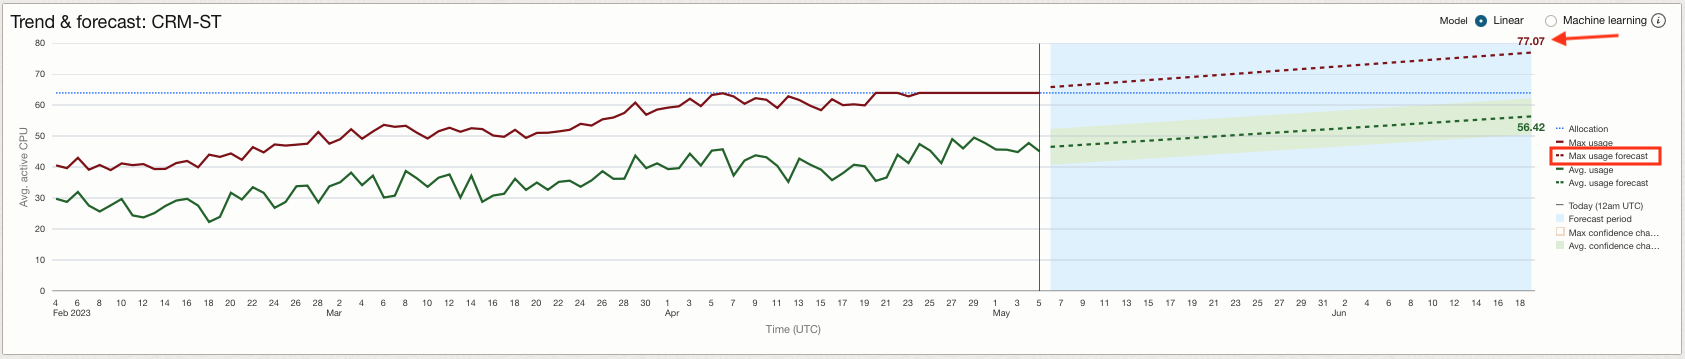 Trend & forecast: CRM-ST
Model Linear Machine learning i
77.07
80
70
60
50
40
30
20
10
0
Avg. active CPU
56.42
Allocation
Max usage
Max usage forecast
Avg. usage
Avg. usage forecast
Today (12am UTC)
Forecast period
Max confidence cha...
Avg. confidence cha...
4 6 8 10 12 14 16 18 20 22 24 26 28 2 4 6 8 10 12 14 16 18 20 22 24 26 28 30 1 3 5 7 9 11 13 15 17 19 21 23 25 27 29 1 3 5 7 9 11 13 15 17 19 21 23 25 27 29 31 2 4 6 8 10 12 14 16 18
Feb 2023 Mar Apr May Jun
Time (UTC)